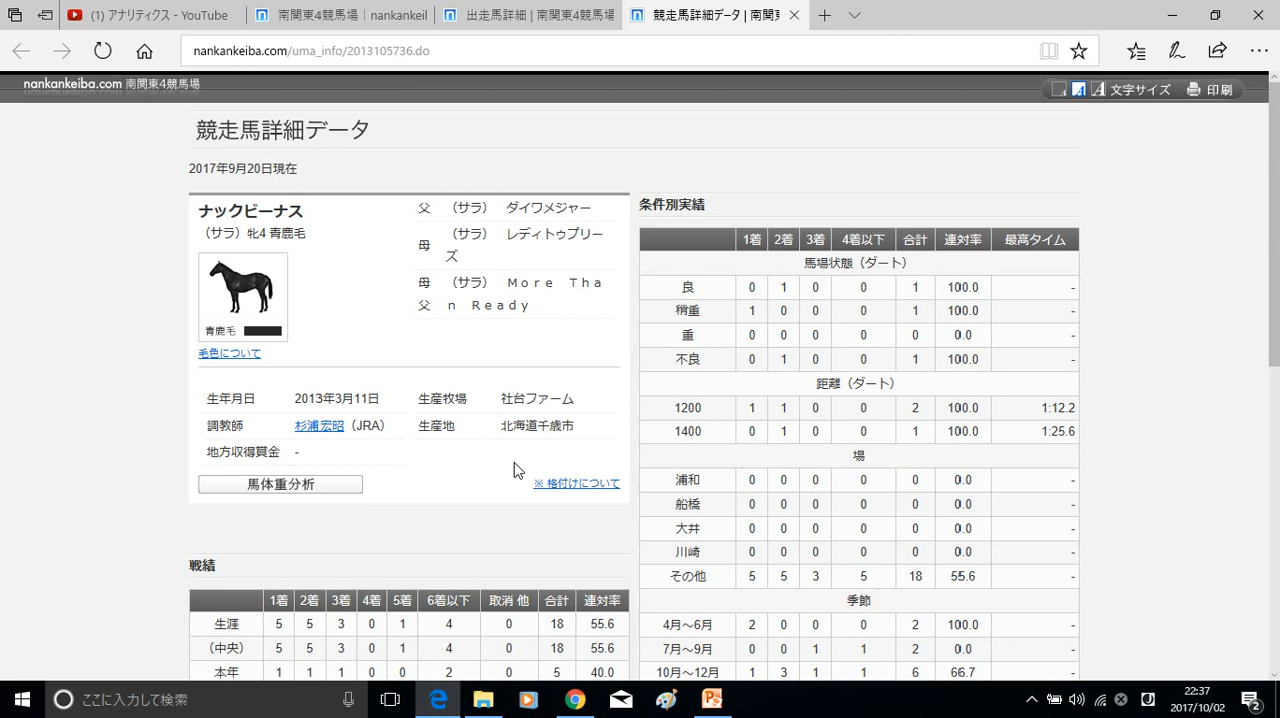 (1) アナリティクス - YouTube
南関東4競馬場｜nankankeil
出走馬詳細 | 南関東4競馬場
競走馬詳細データ | 南関
nankankeiba.com/uma_info/2013105736.do
nankankeiba.com 南関東4競馬場
A A 文字サイズ 印刷
競走馬詳細データ
2017年9月20日現在
ナックビーナス
（サラ）牝4 青鹿毛
青鹿毛
毛色について
父 （サラ） ダイワメジャー
母 （サラ） レディトゥプリーズ
母父 （サラ） Ｍｏｒｅ Ｔｈａｎ Ｒｅａｄｙ
生年月日 2013年3月11日 生産牧場 社台ファーム
調教師 杉浦宏昭（JRA） 生産地 北海道千歳市
地方収得賞金 -
馬体重分析
※ 格付けについて
戦績
1着 2着 3着 4着 5着 6着以下 取消 他 合計 連対率
生涯 5 5 3 0 1 4 0 18 55.6
（中央） 5 5 3 0 1 4 0 18 55.6
本年 1 1 1 0 0 2 0 5 40.0
条件別実績
1着 2着 3着 4着以下 合計 連対率 最高タイム
馬場状態（ダート）
良 0 1 0 0 1 100.0 -
稍重 1 0 0 0 1 100.0 -
重 0 0 0 0 0 0.0 -
不良 0 1 0 0 1 100.0 -
距離（ダート）
1200 1 1 0 0 2 100.0 1:12.2
1400 0 1 0 0 1 100.0 1:25.6
場
浦和 0 0 0 0 0 0.0 -
船橋 0 0 0 0 0 0.0 -
大井 0 0 0 0 0 0.0 -
川崎 0 0 0 0 0 0.0 -
その他 5 5 3 5 18 55.6 -
季節
4月～6月 2 0 0 0 2 100.0 -
7月～9月 0 0 1 1 2 0.0 -
10月～12月 1 3 1 1 6 66.7 -
ここに入力して検索
22:37
2017/10/02
2